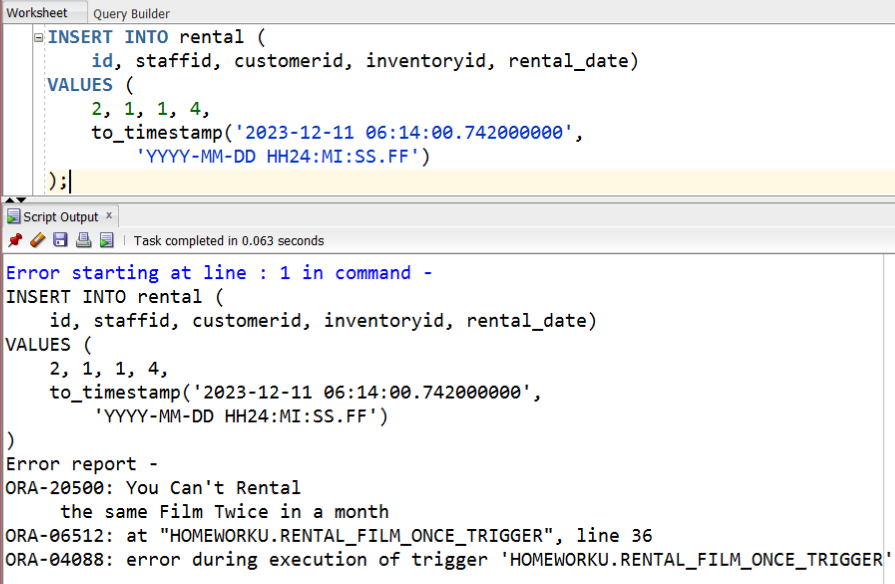 Worksheet Query Builder
INSERT INTO rental (
id, staffid, customerid, inventoryid, rental_date)
VALUES (
2, 1, 1, 4,
to_timestamp('2023-12-11 06:14:00.742000000',
'YYYY-MM-DD HH24:MI:SS.FF')
);
Script Output ×
Task completed in 0.063 seconds
Error starting at line : 1 in command -
INSERT INTO rental (
id, staffid, customerid, inventoryid, rental_date)
VALUES (
2, 1, 1, 4,
to_timestamp('2023-12-11 06:14:00.742000000',
'YYYY-MM-DD HH24:MI:SS.FF')
)
Error report -
ORA-20500: You Can't Rental
the same Film Twice in a month
ORA-06512: at "HOMEWORKU.RENTAL_FILM_ONCE_TRIGGER", line 36
ORA-04088: error during execution of trigger 'HOMEWORKU.RENTAL_FILM_ONCE_TRIGGER'